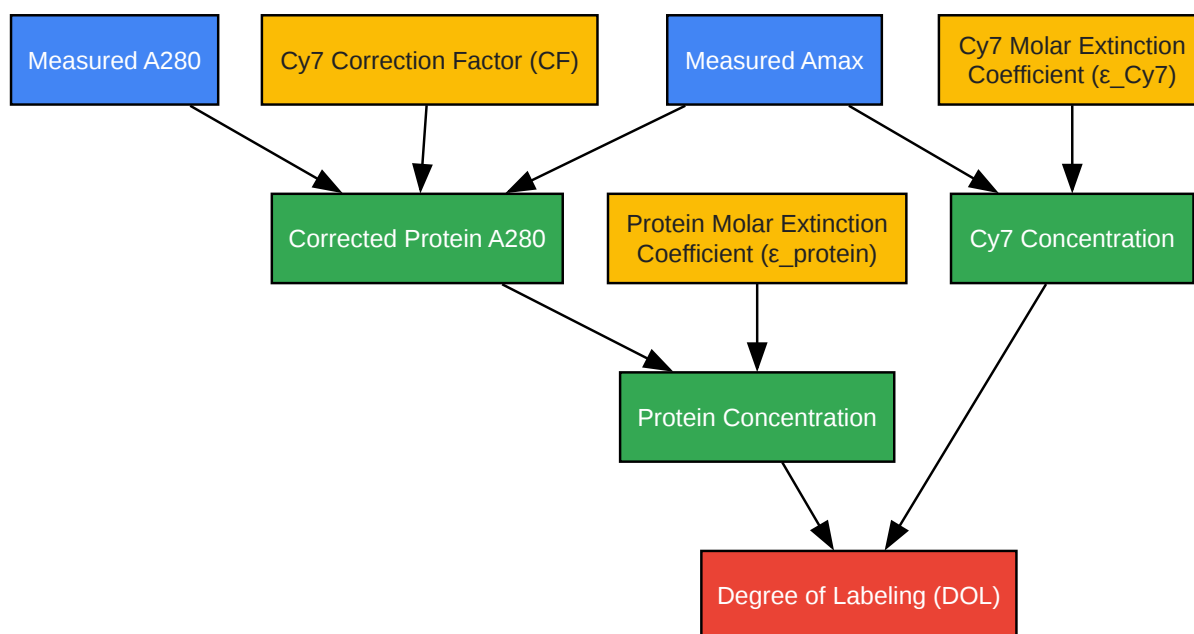 Measured A280
Cy7 Correction Factor (CF)
Measured Amax
Cy7 Molar Extinction
Coefficient (ε_Cy7)
Corrected Protein A280
Protein Molar Extinction
Coefficient (ε_protein)
Cy7 Concentration
Protein Concentration
Degree of Labeling (DOL)